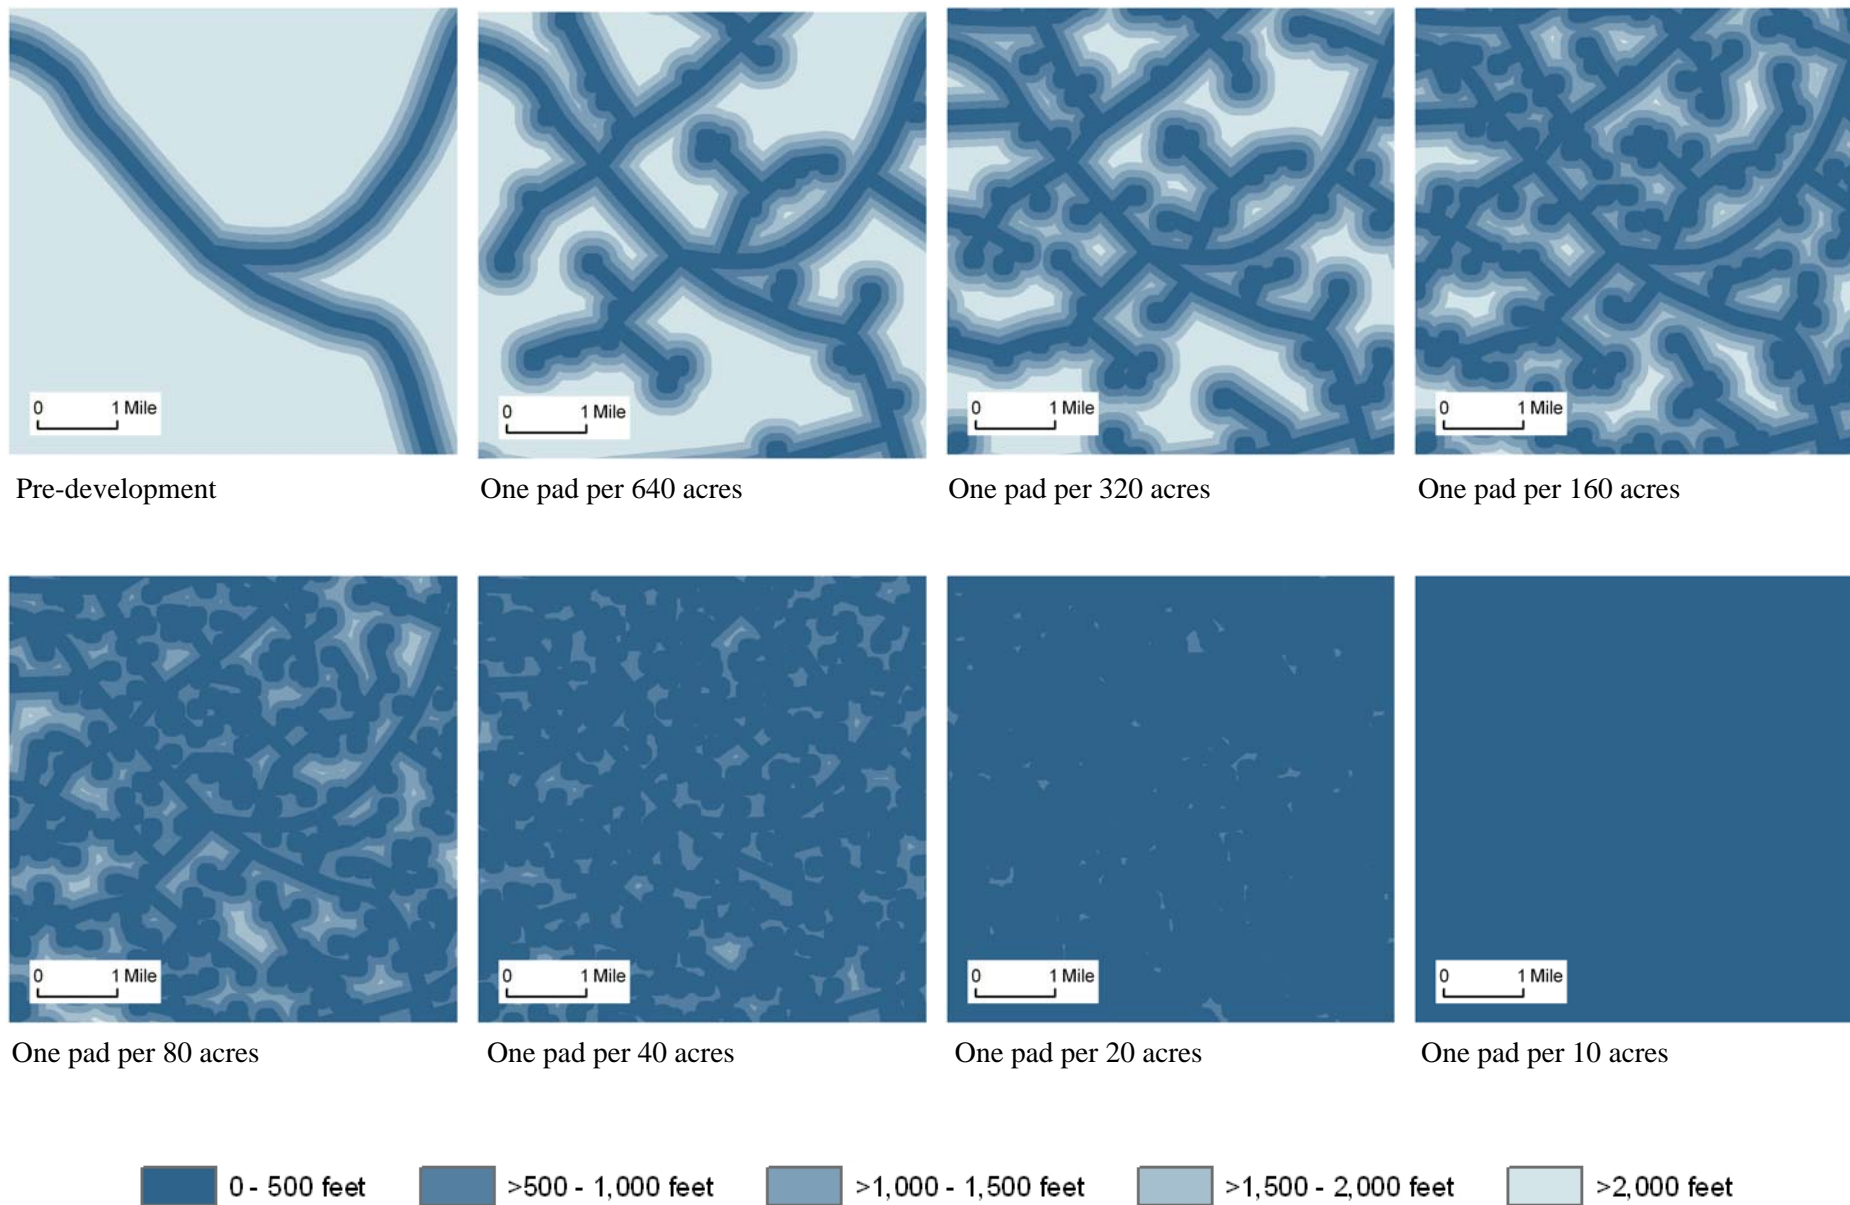 0 1 Mile
0 1 Mile
0 1 Mile
0 1 Mile
Pre-development
One pad per 640 acres
One pad per 320 acres
One pad per 160 acres
0 1 Mile
0 1 Mile
0 1 Mile
0 1 Mile
One pad per 80 acres
One pad per 40 acres
One pad per 20 acres
One pad per 10 acres
0 - 500 feet
>500 - 1,000 feet
>1,000 - 1,500 feet
>1,500 - 2,000 feet
>2,000 feet